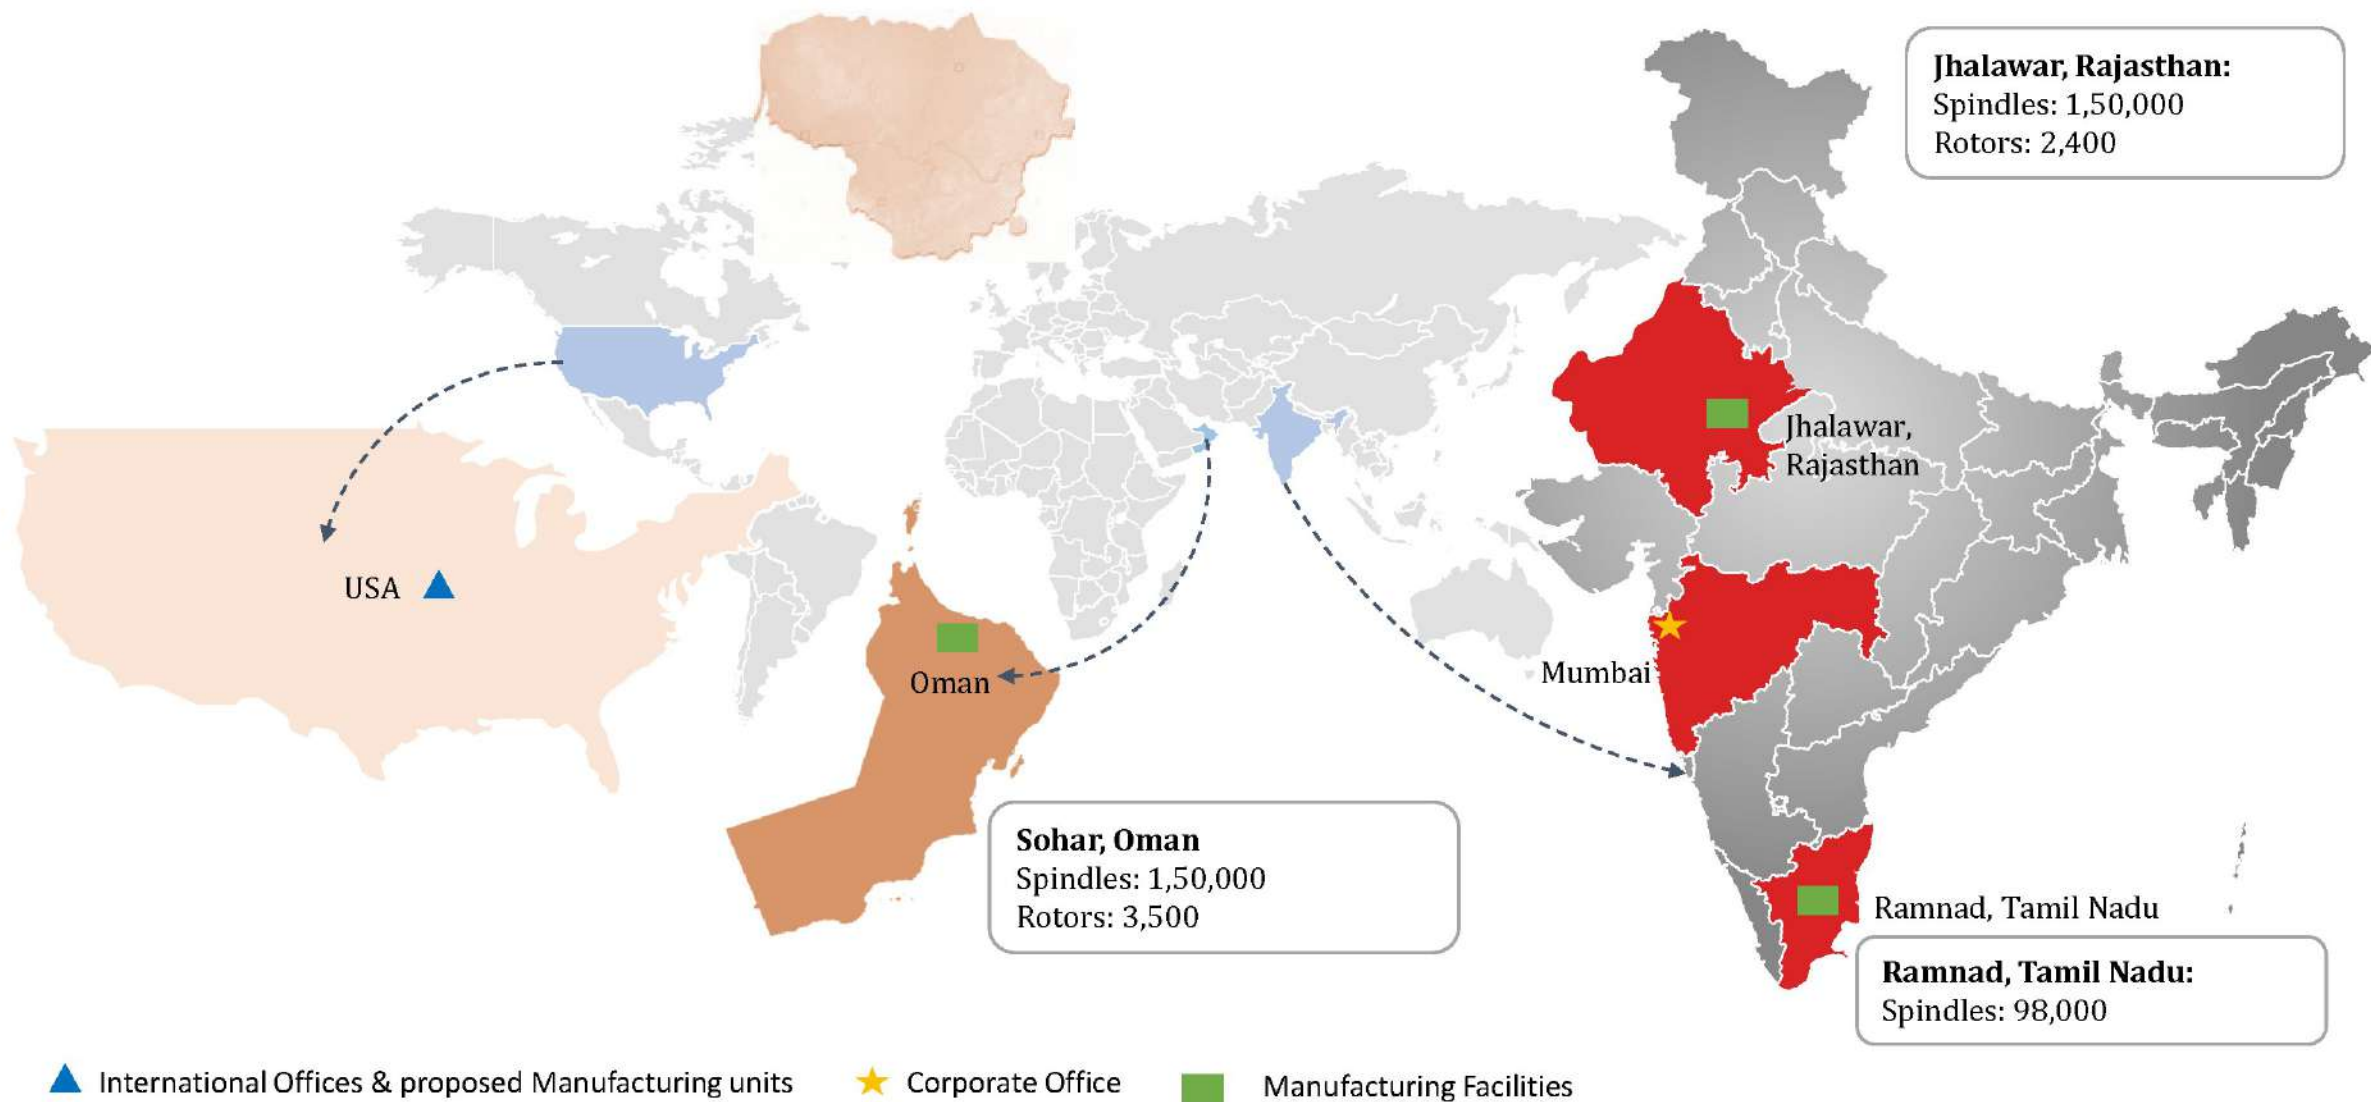 Jhalawar, Rajasthan:
Spindles: 1,50,000
Rotors: 2,400
Jhalawar,
Rajasthan
USA
Oman
Mumbai
Sohar, Oman
Spindles: 1,50,000
Rotors: 3,500
Ramnad, Tamil Nadu
Ramnad, Tamil Nadu:
Spindles: 98,000
International Offices & proposed Manufacturing units
Corporate Office
Manufacturing Facilities